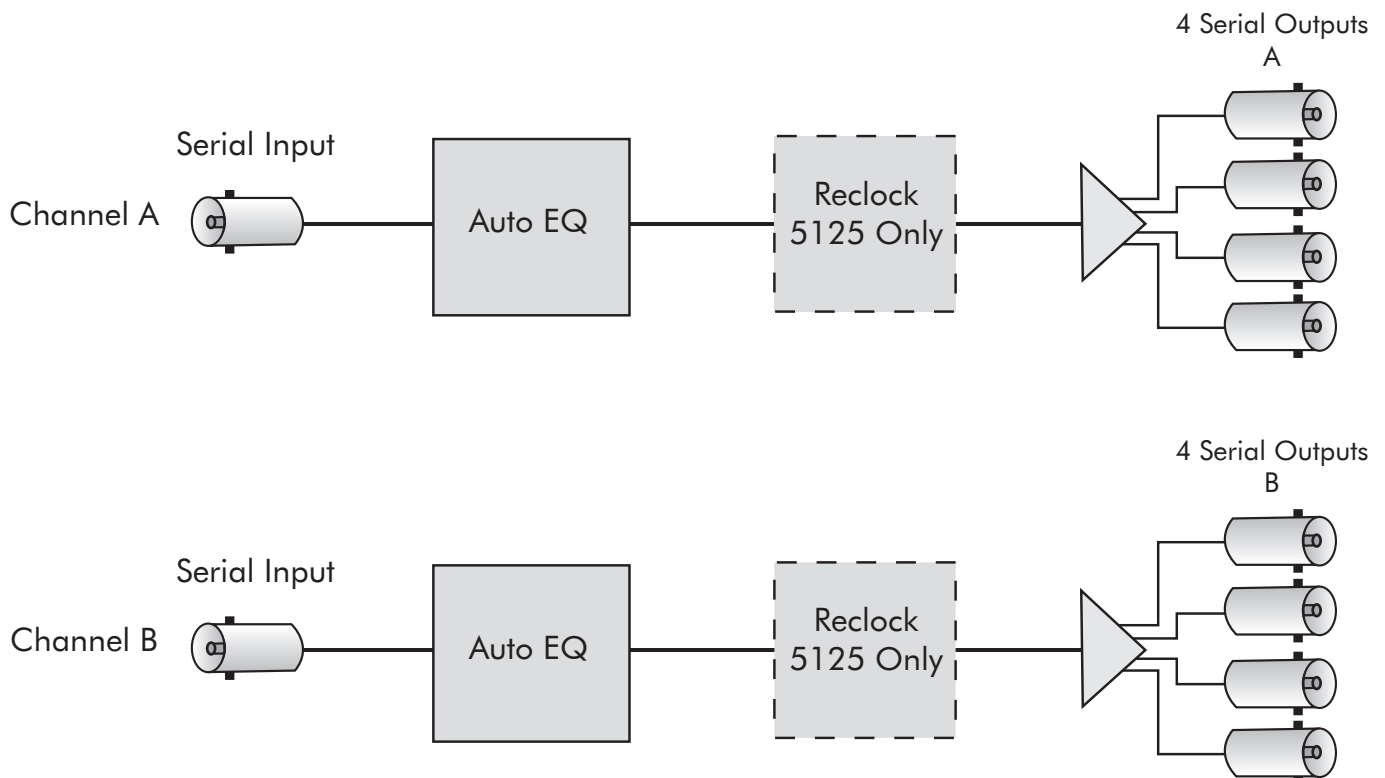 4 Serial Outputs
A
Serial Input
Channel A
Auto EQ
Reclock
5125 Only
4 Serial Outputs
B
Serial Input
Channel B
Auto EQ
Reclock
5125 Only